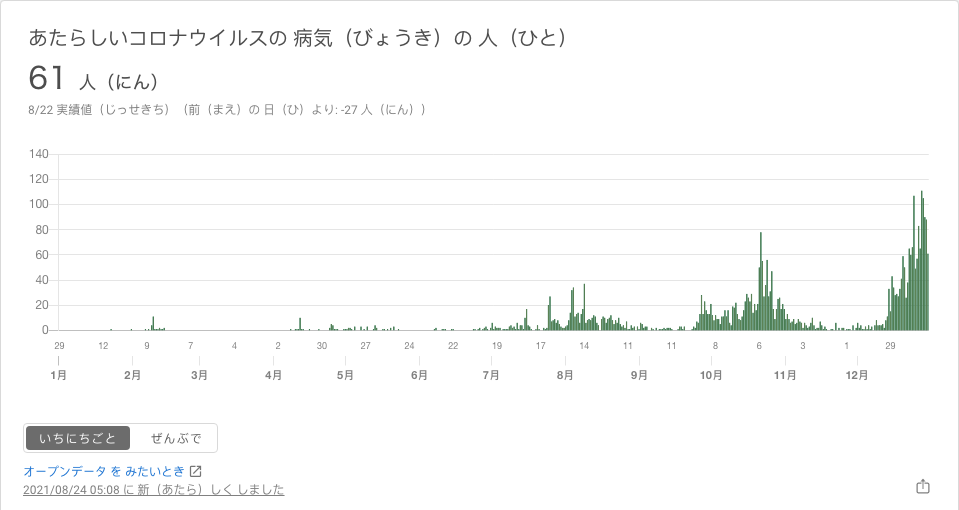 あたらしいコロナウイルスの 病気（びょうき）の 人（ひと）
61 人（にん）
8/22 実績値（じっせきち）（前（まえ）の 日（ひ）より: -27 人（にん））
140
120
100
80
60
40
20
0
29 12 9 7 4 2 30 27 24 22 19 17 14 11 11 8 6 3 1 29
1月 2月 3月 4月 5月 6月 7月 8月 9月 10月 11月 12月
いちにちごと ぜんぶで
オープンデータ を みたいとき
2021/08/24 05:08 に 新（あたら）しく しました